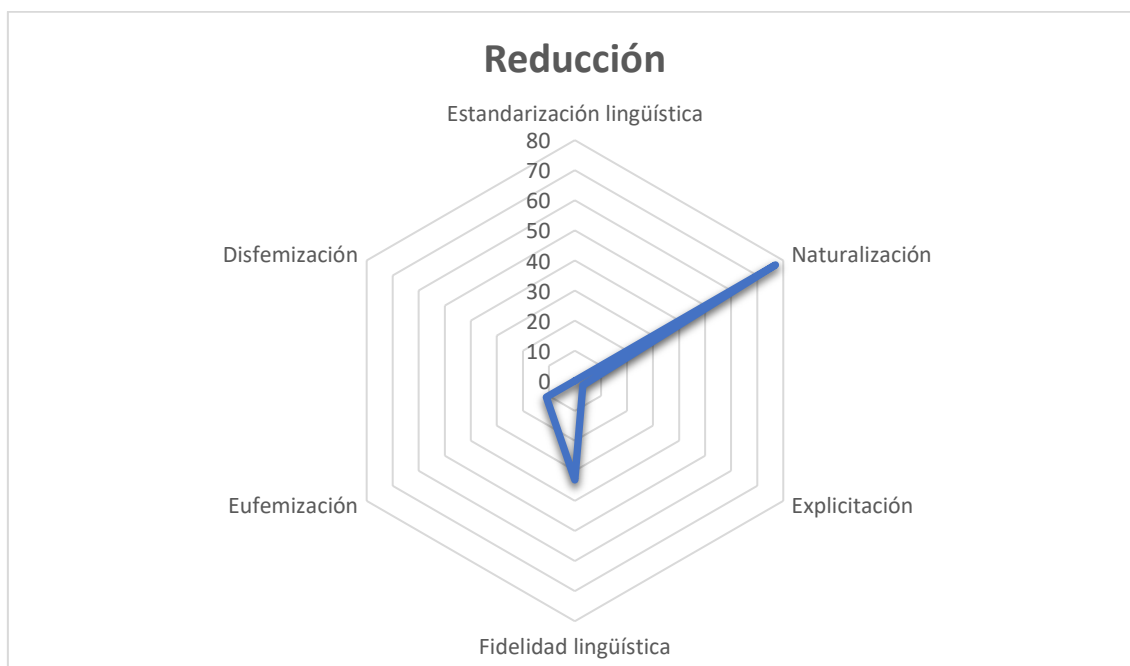 Reducción
Estandarización lingüística
80
70
60
50
40
30
20
10
0
Naturalización
Explicitación
Fidelidad lingüística
Eufemización
Disfemización